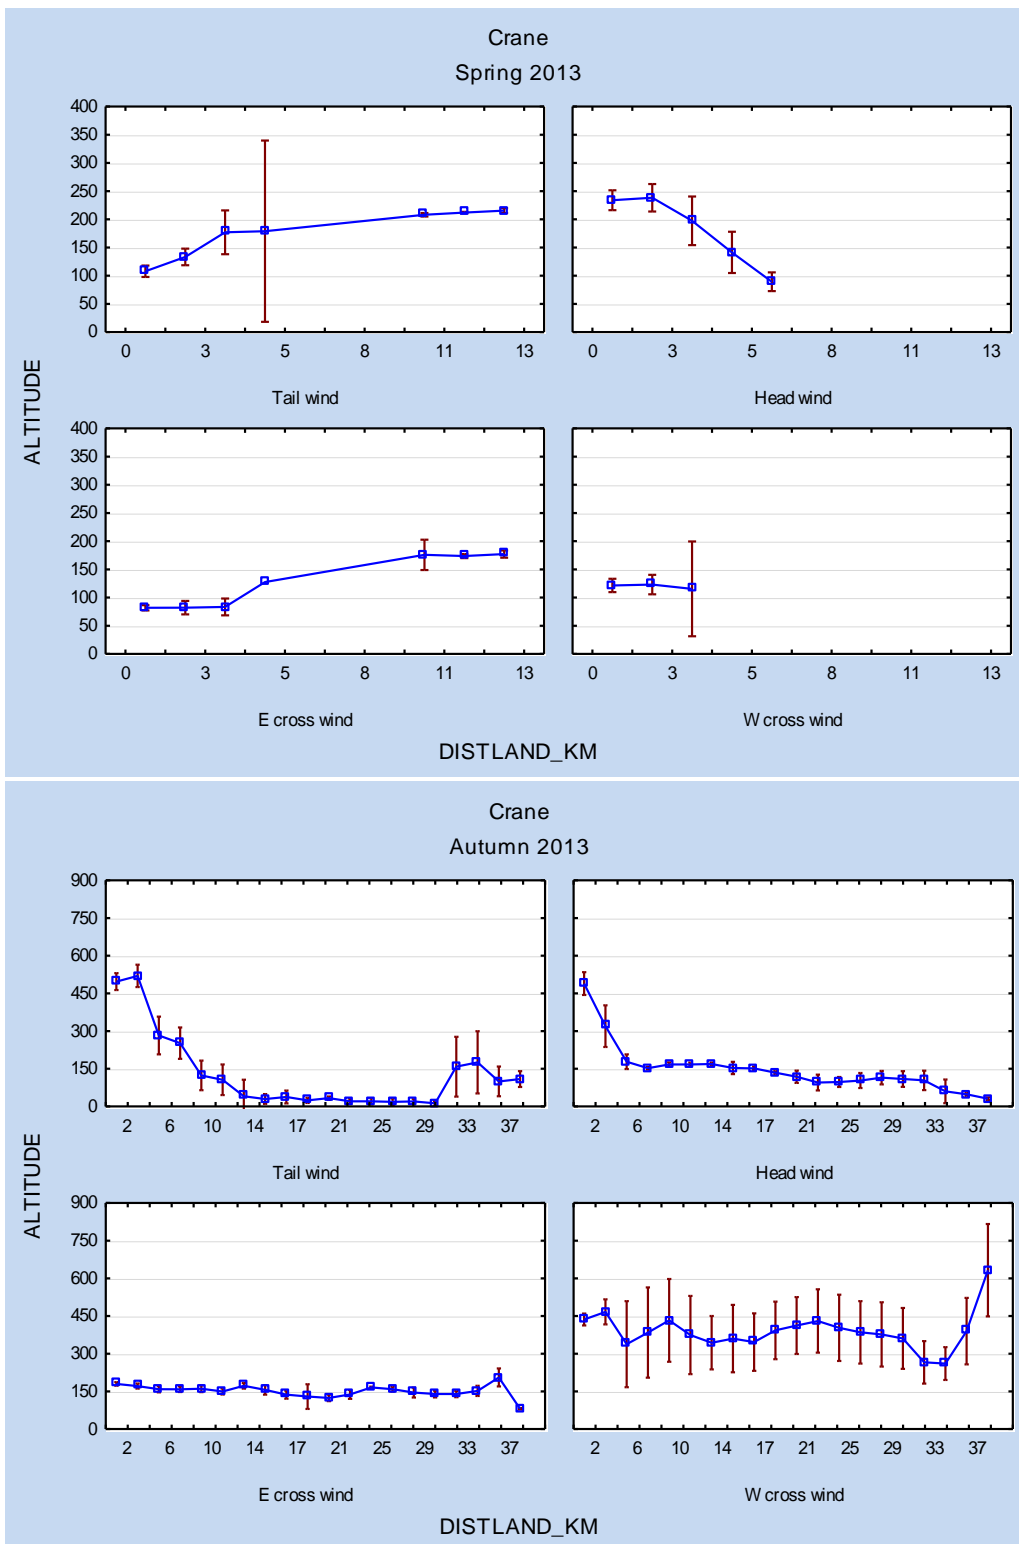 Crane
Spring 2013
400
350
300
250
200
150
100
50
0
0 3 5 8 11 13
Tail wind
0 3 5 8 11 13
Head wind
ALTITUDE
400
350
300
250
200
150
100
50
0
0 3 5 8 11 13
E cross wind
0 3 5 8 11 13
W cross wind
DISTLAND_KM
Crane
Autumn 2013
900
750
600
450
300
150
0
2 6 10 14 17 21 25 29 33 37
Tail wind
2 6 10 14 17 21 25 29 33 37
Head wind
ALTITUDE
900
750
600
450
300
150
0
2 6 10 14 17 21 25 29 33 37
E cross wind
2 6 10 14 17 21 25 29 33 37
W cross wind
DISTLAND_KM